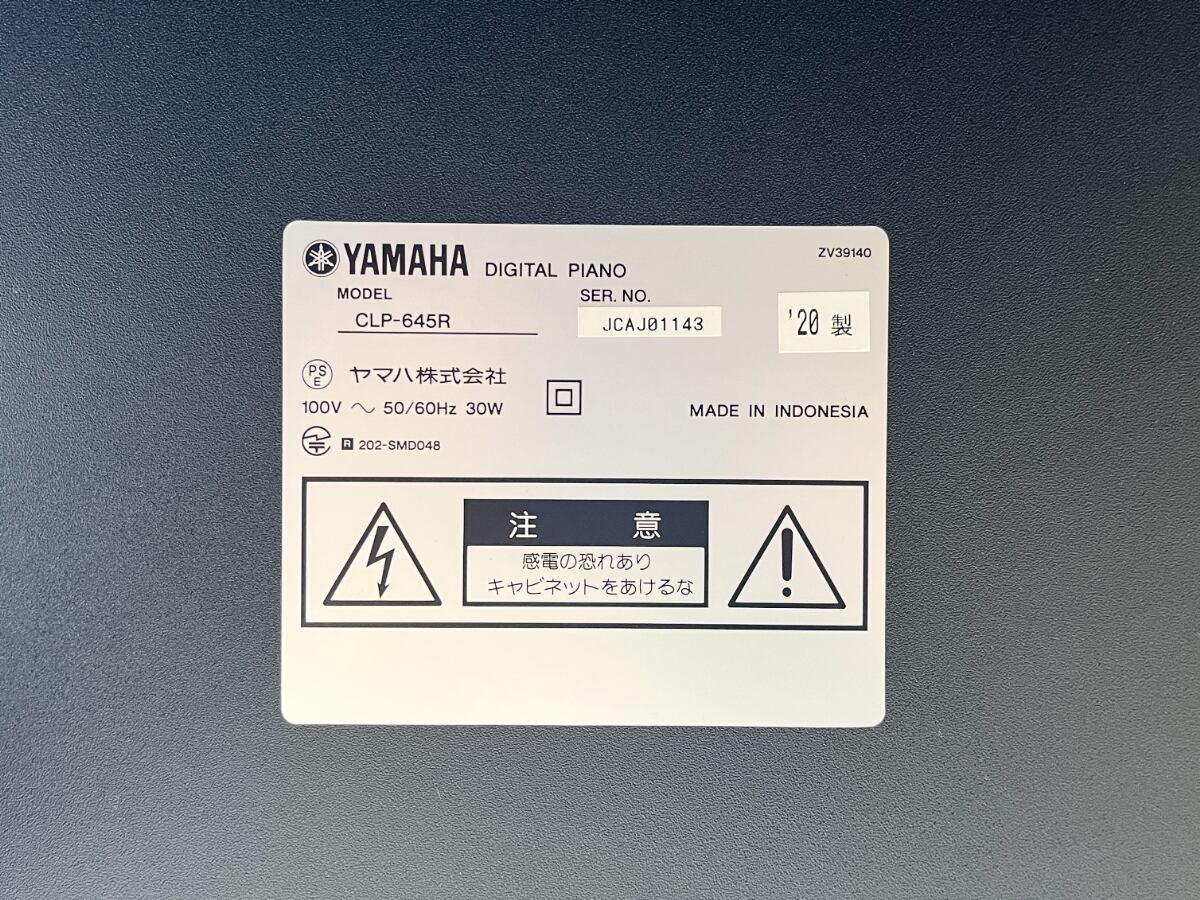 YAMAHA DIGITAL PIANO
ZV39140
MODEL
CLP-645R
SER. NO.
JCAJ01143
'20 製
PSE ヤマハ株式会社
100V ～ 50/60Hz 30W
MADE IN INDONESIA
R 202-SMD048
注 意
感電の恐れあり
キャビネットをあけるな